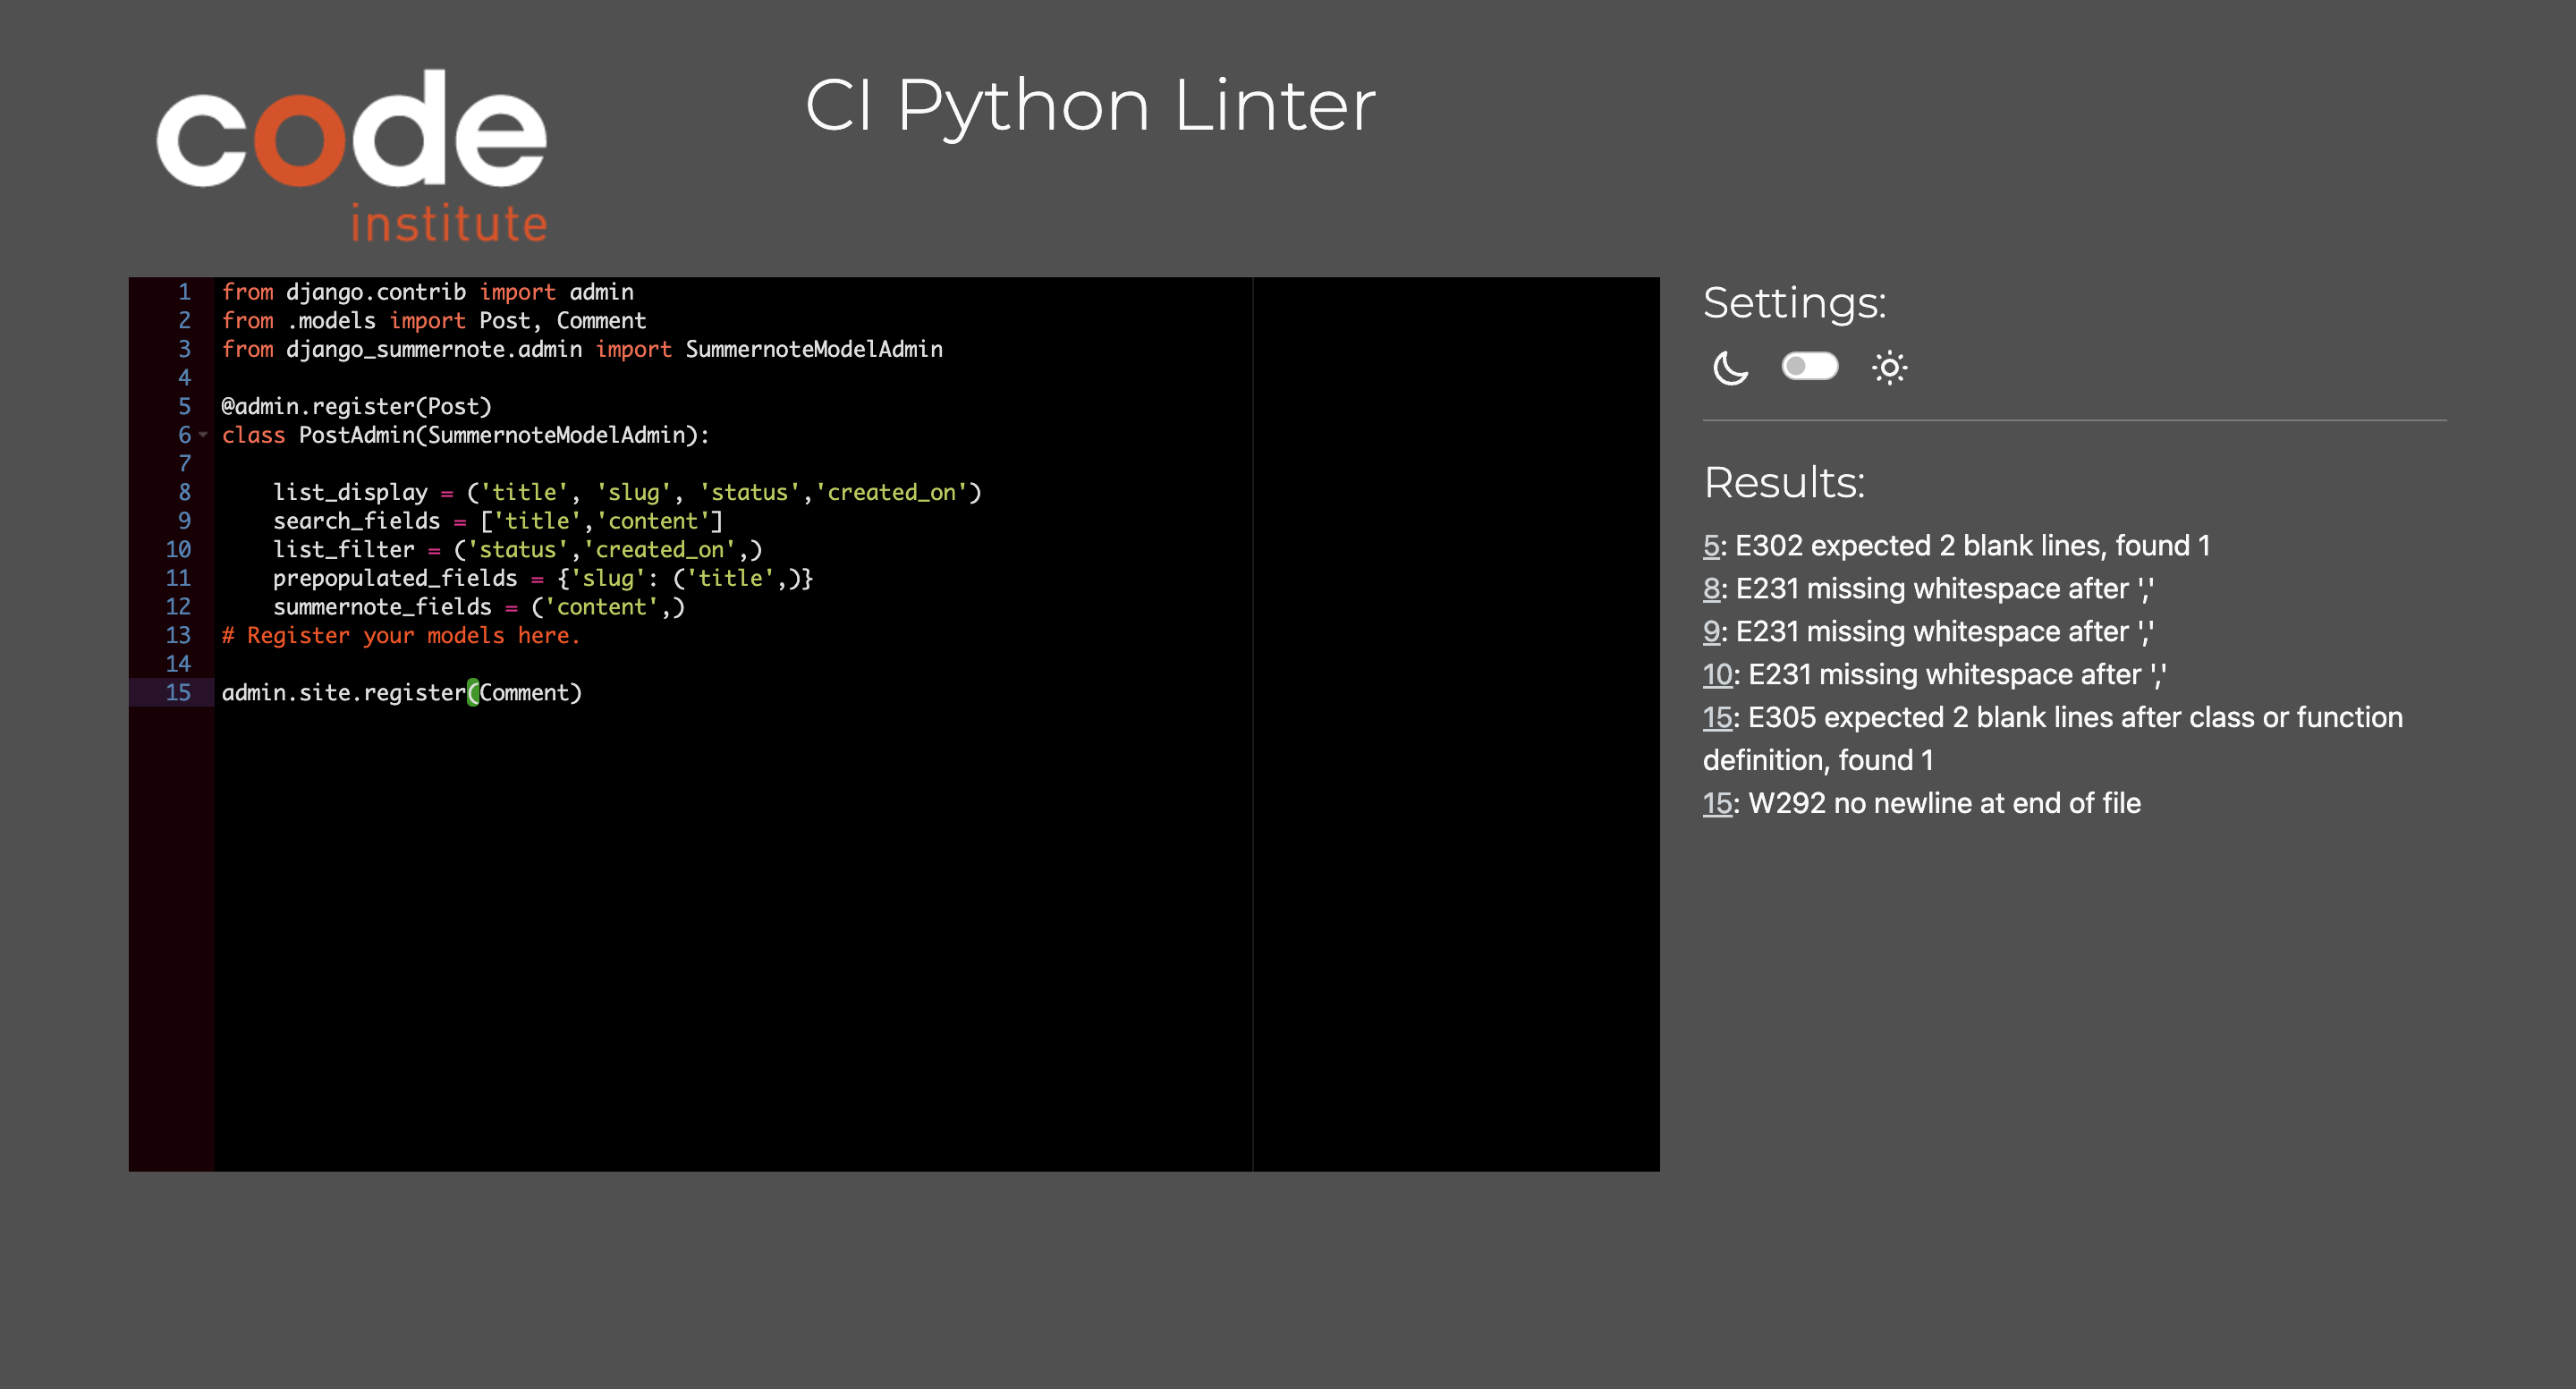 code
institute
CI Python Linter
1 from django.contrib import admin
2 from .models import Post, Comment
3 from django_summernote.admin import SummernoteModelAdmin
4
5 @admin.register(Post)
6 class PostAdmin(SummernoteModelAdmin):
7
8     list_display = ('title', 'slug', 'status','created_on')
9     search_fields = ['title','content']
10     list_filter = ('status','created_on',)
11     prepopulated_fields = {'slug': ('title',)}
12     summernote_fields = ('content',)
13 # Register your models here.
14
15 admin.site.register(Comment)
Settings:
Results:
5: E302 expected 2 blank lines, found 1
8: E231 missing whitespace after ','
9: E231 missing whitespace after ','
10: E231 missing whitespace after ','
15: E305 expected 2 blank lines after class or function
definition, found 1
15: W292 no newline at end of file